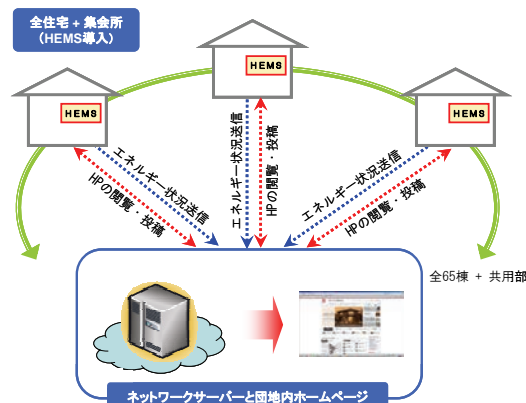 全住宅 + 集会所
(HEMS導入)
HEMS
HEMS
HEMS
エネルギー状況送信
HPの閲覧・投稿
エネルギー状況送信
HPの閲覧・投稿
エネルギー状況送信
HPの閲覧・投稿
全65棟 + 共用部
ネットワークサーバーと団地内ホームページ